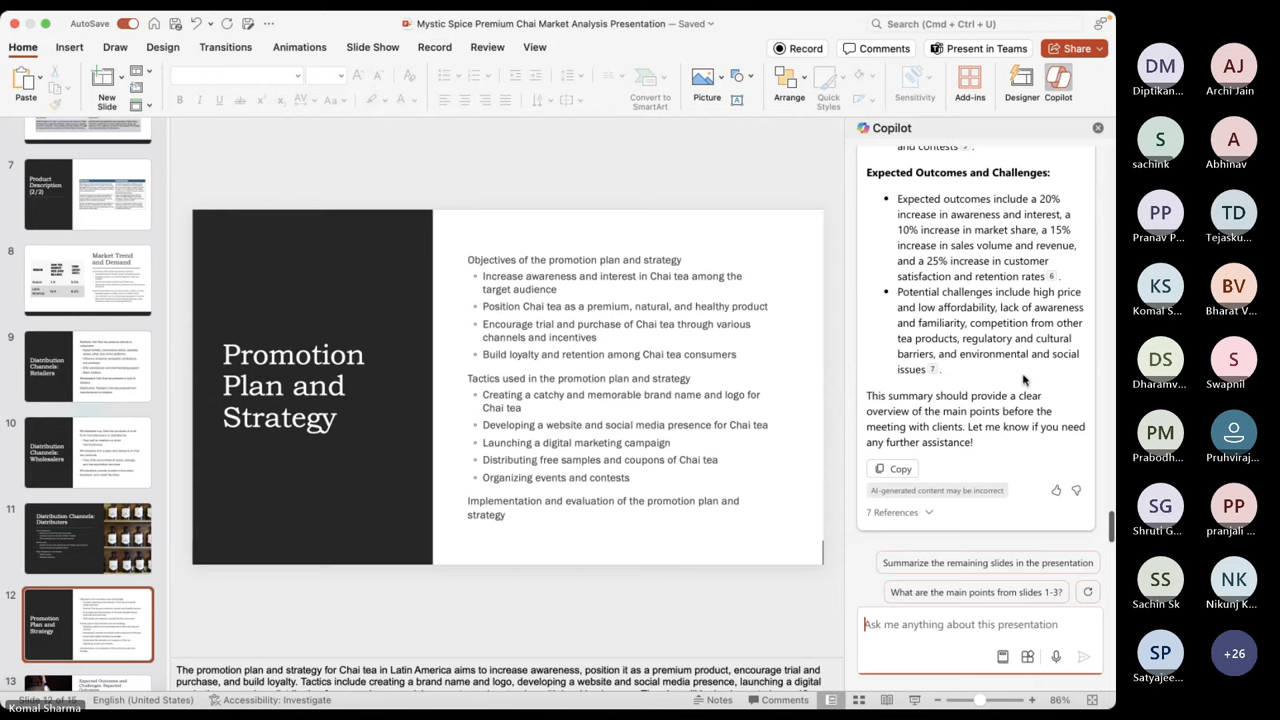 AutoSave
Mystic Spice Premium Chai Market Analysis Presentation — Saved
Search (Cmd + Ctrl + U)
Home Insert Draw Design Transitions Animations Slide Show Record Review View
Record Comments Present in Teams Share
Paste
New
Slide
Convert to
SmartArt
Picture
Arrange
Quick
Styles
Sensitivity
Add-ins
Designer
Copilot
7
Product
Description
(2/2)
8
Market Trend
and Demand
9
Distribution
Channels:
Retailers
10
Distribution
Channels:
Wholesalers
11
Distribution Channels:
Distributors
12
Promotion
Plan and
Strategy
13
Promotion
Plan and
Strategy
Objectives of the promotion plan and strategy
• Increase awareness and interest in Chai tea among the
target audience
• Position Chai tea as a premium, natural, and healthy product
• Encourage trial and purchase of Chai tea through various
channels and incentives
• Build loyalty and retention among Chai tea consumers
Tactics used in the promotion plan and strategy
• Creating a catchy and memorable brand name and logo for
Chai tea
• Developing a website and social media presence for Chai tea
• Launching a digital marketing campaign
• Distributing free samples and coupons of Chai tea
• Organizing events and contests
Implementation and evaluation of the promotion plan and
strategy
The promotion plan and strategy for Chai tea in Latin America aims to increase awareness, position it as a premium product, encourage trial and
purchase, and build loyalty. Tactics include creating a brand name and logo, developing a website and social media presence, launching a digital
Copilot
and contests 5 .
Expected Outcomes and Challenges:
• Expected outcomes include a 20%
increase in awareness and interest, a
10% increase in market share, a 15%
increase in sales volume and revenue,
and a 25% increase in customer
satisfaction and retention rates 6 .
• Potential challenges include high price
and low affordability, lack of awareness
and familiarity, competition from other
tea products, regulatory and cultural
barriers, and environmental and social
issues 7 .
This summary should provide a clear
overview of the main points before the
meeting with clients. Let me know if you need
any further assistance!
Copy
AI-generated content may be incorrect
7 References
Summarize the remaining slides in the presentation
What are the main points from slides 1-3?
Ask me anything about this presentation
Slide 12 of 15 English (United States) Accessibility: Investigate Notes Comments 86%
Komal Sharma
DM AJ
Diptikan... Archi Jain
S A
sachink Abhinav
PP TD
Pranav P... Tejasku...
KS BV
Komal S... Bharat V...
DS S
Dharamv... Swapnil
PM
Prabodh... Prulviraj...
SG PP
Shruti G... pranjali ...
SS NK
Sachin Sk Nikunj K...
SP +26
Satyajee...